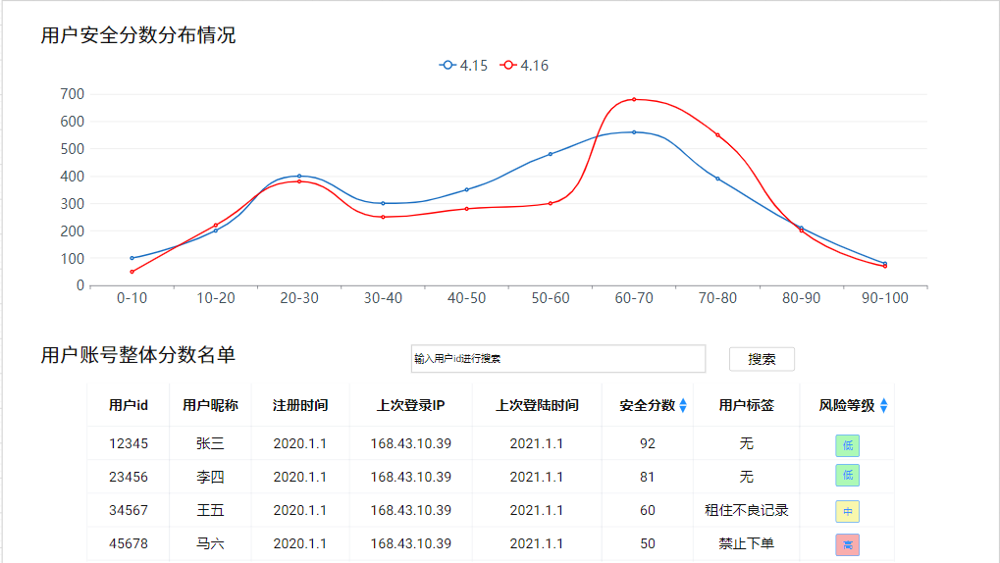 用户安全分数分布情况
4.15 4.16
700
600
500
400
300
200
100
0
0-10 10-20 20-30 30-40 40-50 50-60 60-70 70-80 80-90 90-100
用户账号整体分数名单 输入用户id进行搜索 搜索
用户id 用户昵称 注册时间 上次登录IP 上次登陆时间 安全分数 用户标签 风险等级
12345 张三 2020.1.1 168.43.10.39 2021.1.1 92 无 低
23456 李四 2020.1.1 168.43.10.39 2021.1.1 81 无 低
34567 王五 2020.1.1 168.43.10.39 2021.1.1 60 租住不良记录 中
45678 马六 2020.1.1 168.43.10.39 2021.1.1 50 禁止下单 高